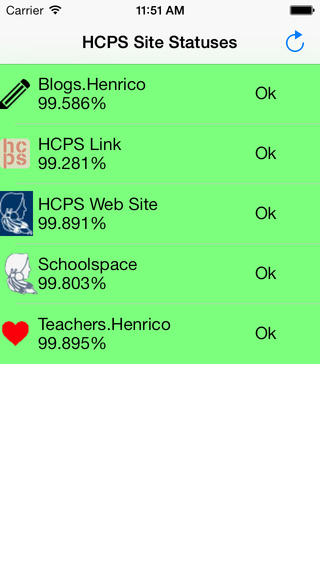 Carrier 11:51 AM
HCPS Site Statuses
Blogs.Henrico
99.586%
Ok
hc
ps
HCPS Link
99.281%
Ok
HCPS Web Site
99.891%
Ok
Schoolspace
99.803%
Ok
Teachers.Henrico
99.895%
Ok